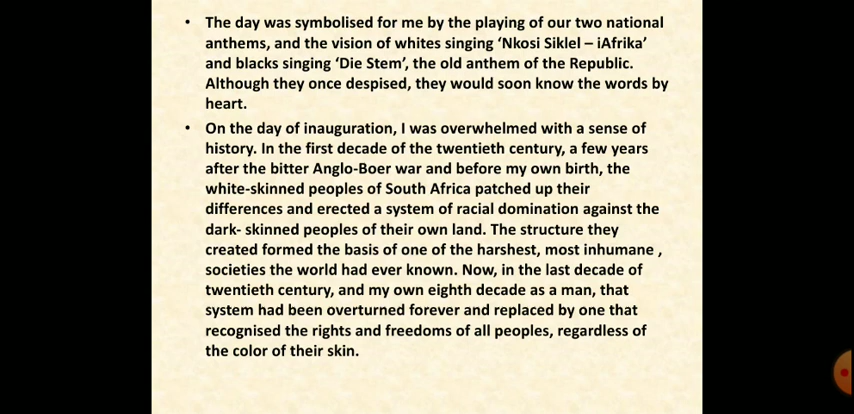 • The day was symbolised for me by the playing of our two national
anthems, and the vision of whites singing ‘Nkosi Siklel – iAfrika’
and blacks singing ‘Die Stem’, the old anthem of the Republic.
Although they once despised, they would soon know the words by
heart.
• On the day of inauguration, I was overwhelmed with a sense of
history. In the first decade of the twentieth century, a few years
after the bitter Anglo-Boer war and before my own birth, the
white-skinned peoples of South Africa patched up their
differences and erected a system of racial domination against the
dark- skinned peoples of their own land. The structure they
created formed the basis of one of the harshest, most inhumane ,
societies the world had ever known. Now, in the last decade of
twentieth century, and my own eighth decade as a man, that
system had been overturned forever and replaced by one that
recognised the rights and freedoms of all peoples, regardless of
the color of their skin.